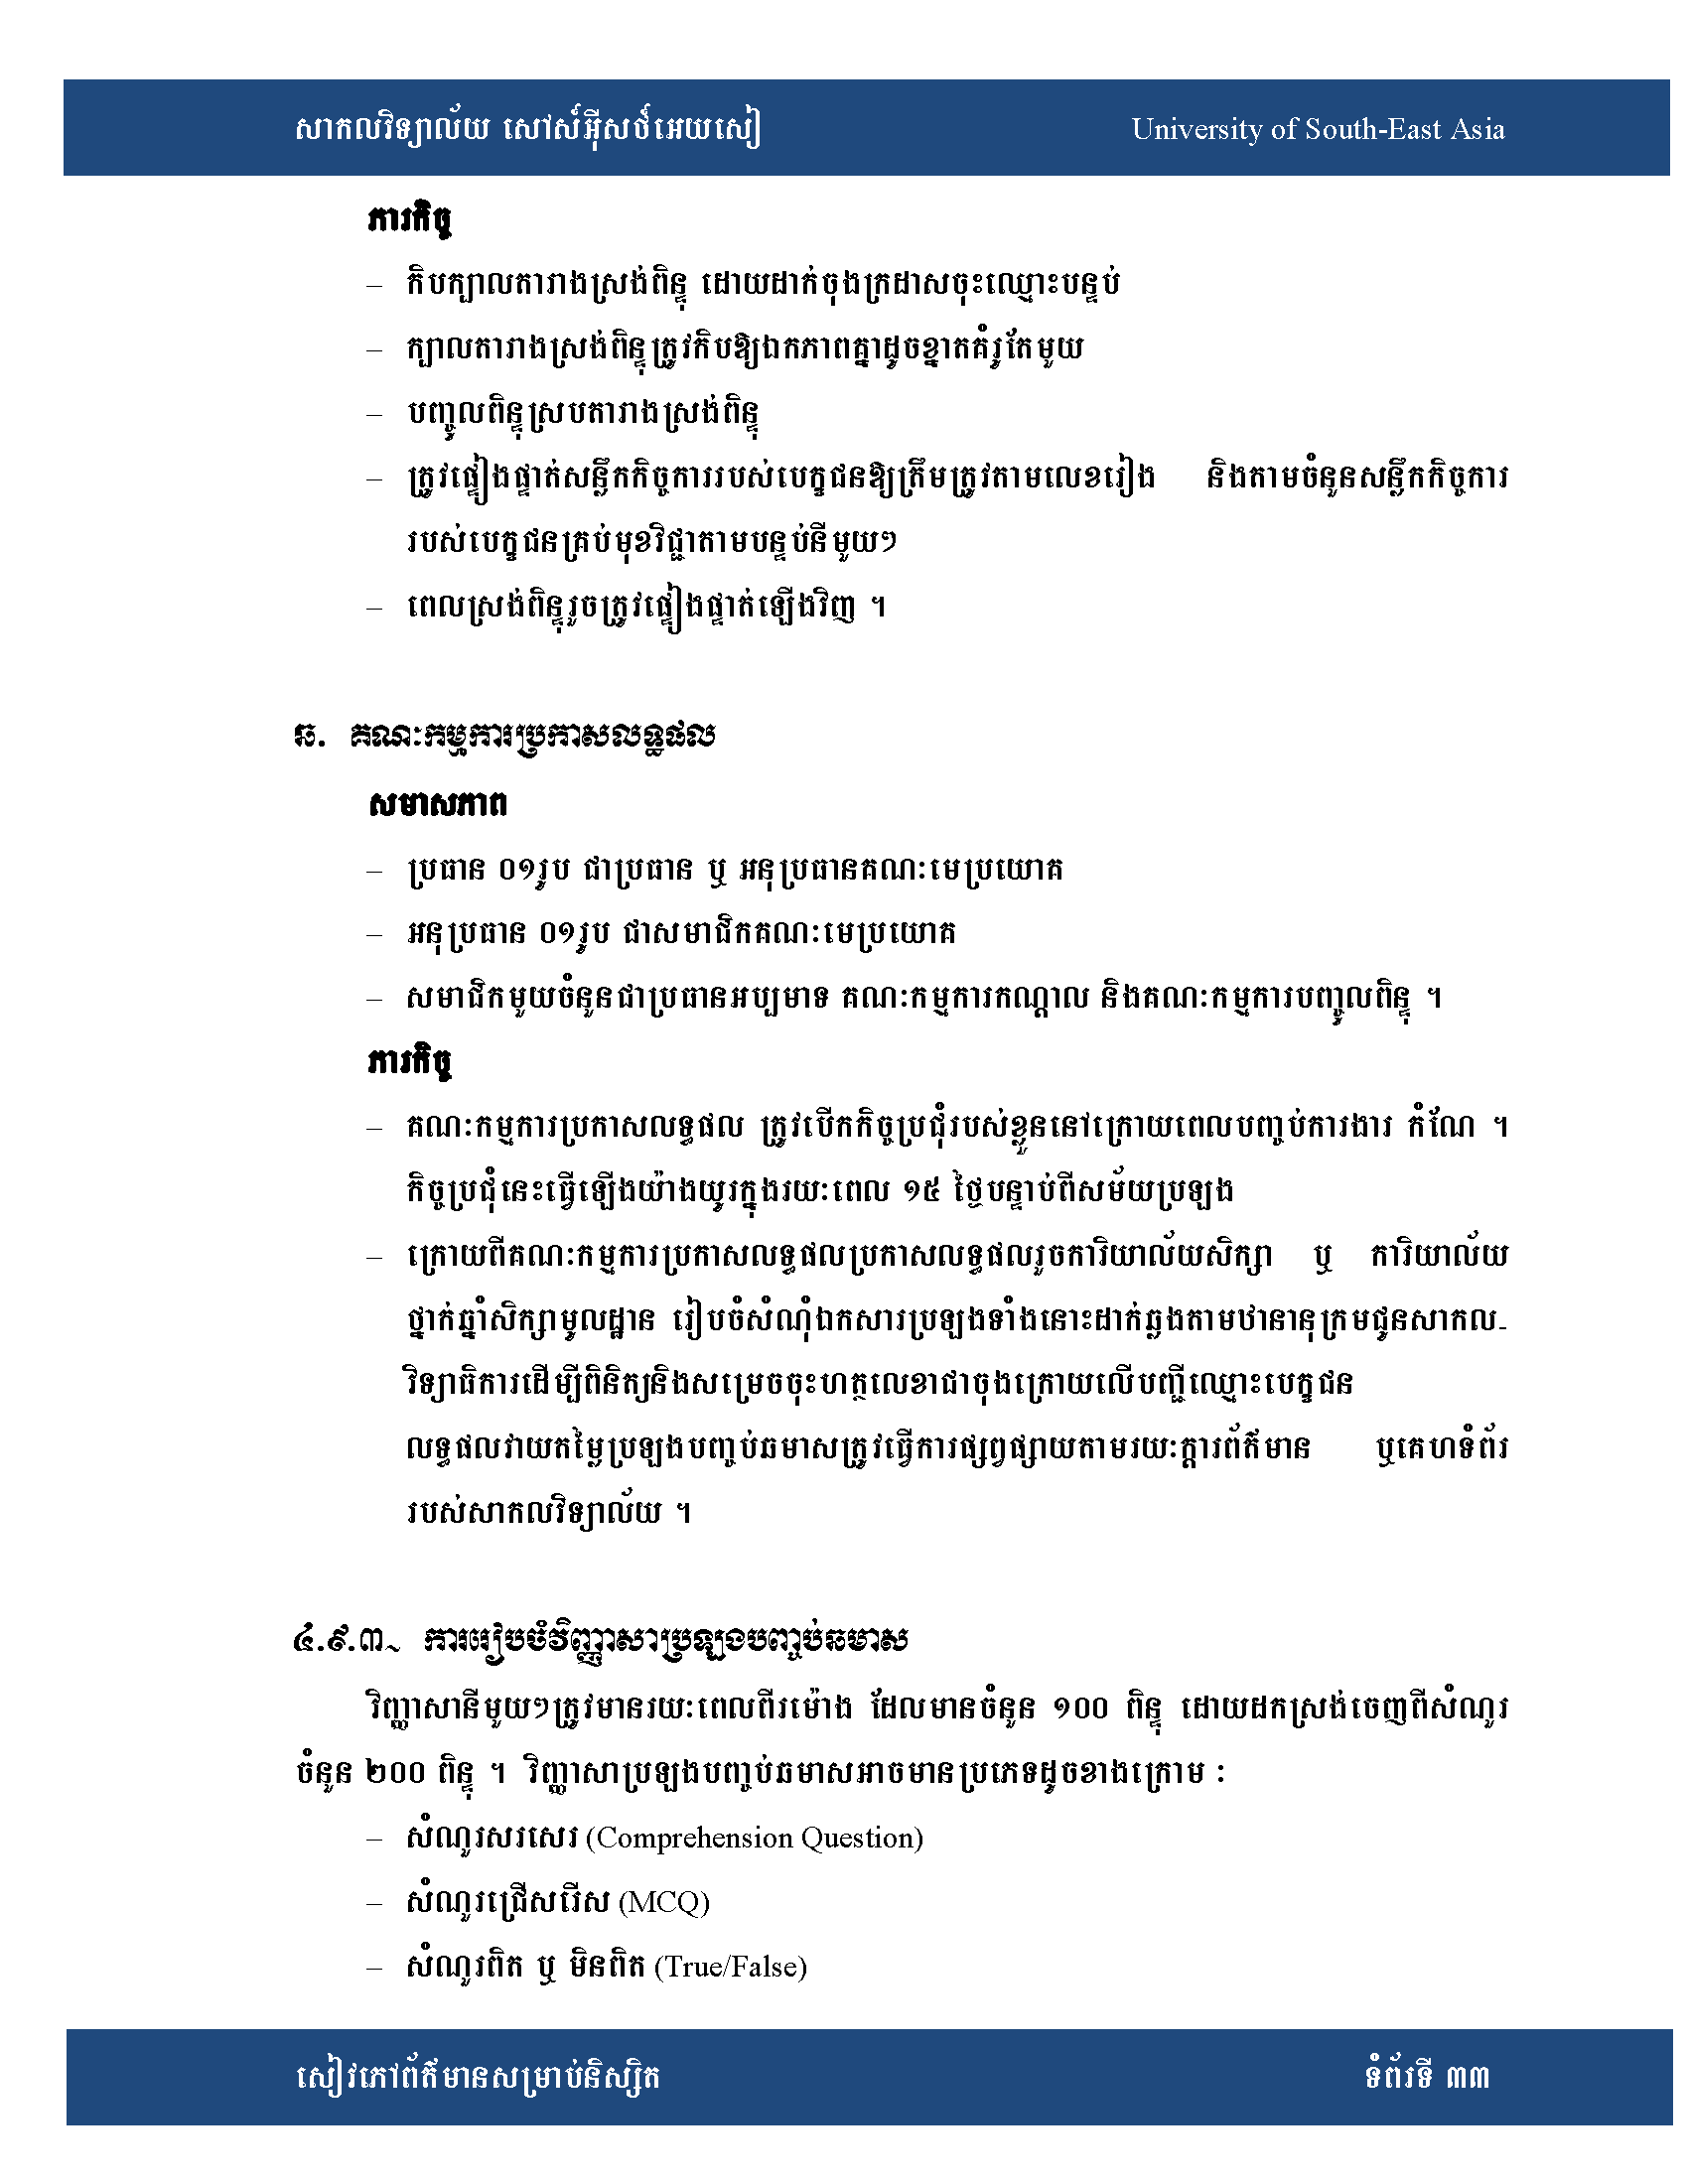 សាកលវិទ្យាល័យ សៅស៍អ៊ីសថ៍អេយសៀ University of South-East Asia
ភារកិច្ច
– កិបក្បាលតារាងស្រង់ពិន្ទុ ដោយដាក់ចុងក្រដាសចុះឈ្មោះបន្ទប់
– ក្បាលតារាងស្រង់ពិន្ទុត្រូវកិបឱ្យឯកភាពគ្នាដូចខ្នាតគំរូតែមួយ
– បញ្ចូលពិន្ទុស្របតារាងស្រង់ពិន្ទុ
– ត្រូវផ្ទៀងផ្ទាត់សន្លឹកកិច្ចការរបស់បេក្ខជនឱ្យត្រឹមត្រូវតាមលេខរៀង និងតាមចំនួនសន្លឹកកិច្ចការ
របស់បេក្ខជនគ្រប់មុខវិជ្ជាតាមបន្ទប់នីមួយៗ
– ពេលស្រង់ពិន្ទុរួចត្រូវផ្ទៀងផ្ទាត់ឡើងវិញ ។
ឆ. គណៈកម្មការប្រកាសលទ្ធផល
សមាសភាព
– ប្រធាន ០១រូប ជាប្រធាន ឬ អនុប្រធានគណៈមេប្រយោគ
– អនុប្រធាន ០១រូប ជាសមាជិកគណៈមេប្រយោគ
– សមាជិកមួយចំនួនជាប្រធានអប្បមាទ គណៈកម្មការកណ្តាល និងគណៈកម្មការបញ្ចូលពិន្ទុ ។
ភារកិច្ច
– គណៈកម្មការប្រកាសលទ្ធផល ត្រូវបើកកិច្ចប្រជុំរបស់ខ្លួននៅក្រោយពេលបញ្ចប់ការងារ កំណែ ។
កិច្ចប្រជុំនេះធ្វើឡើងយ៉ាងយូរក្នុងរយៈពេល ១៥ ថ្ងៃបន្ទាប់ពីសម័យប្រឡង
– ក្រោយពីគណៈកម្មការប្រកាសលទ្ធផលប្រកាសលទ្ធផលរួចការិយាល័យសិក្សា ឬ ការិយាល័យ
ថ្នាក់ឆ្នាំសិក្សាមូលដ្ឋាន រៀបចំសំណុំឯកសារប្រឡងទាំងនោះដាក់ឆ្លងតាមឋានានុក្រមជូនសាកល-
វិទ្យាធិការដើម្បីពិនិត្យនិងសម្រេចចុះហត្ថលេខាជាចុងក្រោយលើបញ្ជីឈ្មោះបេក្ខជន
លទ្ធផលវាយតម្លៃប្រឡងបញ្ចប់ឆមាសត្រូវធ្វើការផ្សព្វផ្សាយតាមរយៈក្តារព័ត៌មាន ឬគេហទំព័រ
របស់សាកលវិទ្យាល័យ ។
៤.៩.៣~ ការរៀបចំវិញ្ញាសាប្រឡងបញ្ចប់ឆមាស
វិញ្ញាសានីមួយៗត្រូវមានរយៈពេលពីរម៉ោង ដែលមានចំនួន ១០០ ពិន្ទុ ដោយដកស្រង់ចេញពីសំណួរ
ចំនួន ២០០ ពិន្ទុ ។ វិញ្ញាសាប្រឡងបញ្ចប់ឆមាសអាចមានប្រភេទដូចខាងក្រោម ៈ
– សំណួរសរសេរ (Comprehension Question)
– សំណួរជ្រើសរើស (MCQ)
– សំណួរពិត ឬ មិនពិត (True/False)
សៀវភៅព័ត៌មានសម្រាប់និស្សិត ទំព័រទី ៣៣